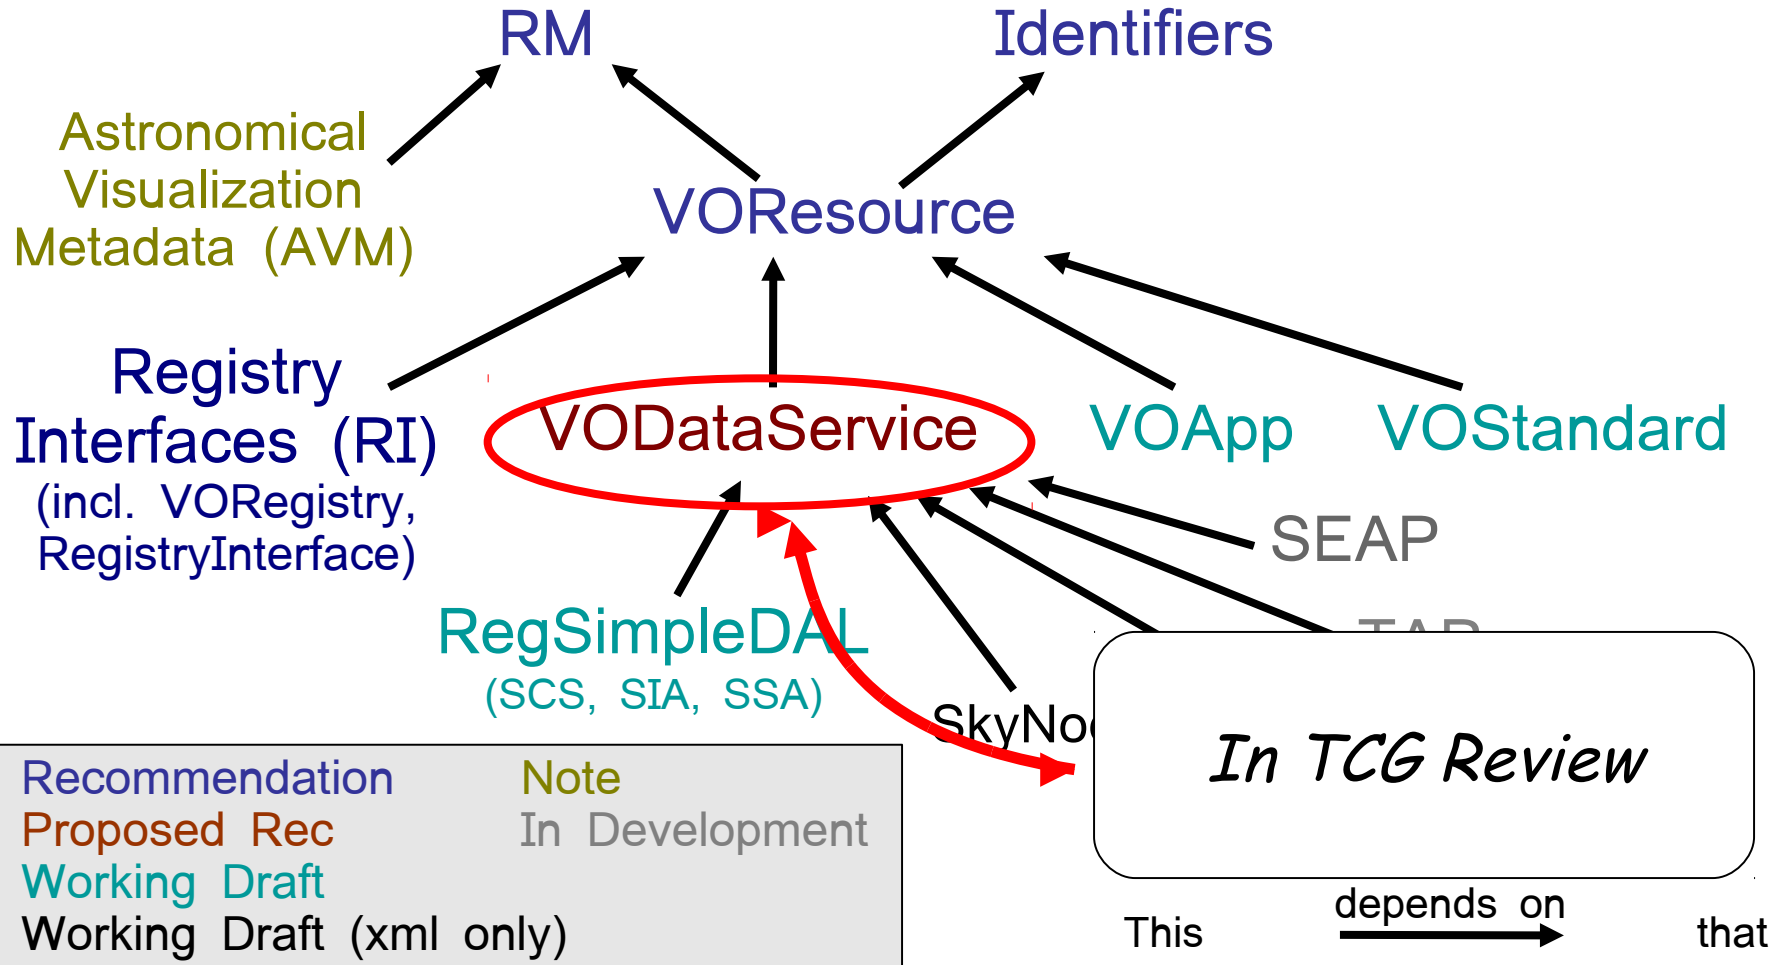 RM
Identifiers
Astronomical
Visualization
Metadata (AVM)
VOResource
Registry
Interfaces (RI)
(incl. VORegistry,
RegistryInterface)
VODataService
VOApp
VOStandard
SEAP
RegSimpleDAL
(SCS, SIA, SSA)
In TCG Review
Recommendation
Note
Proposed Rec
In Development
Working Draft
Working Draft (xml only)
This
depends on
that